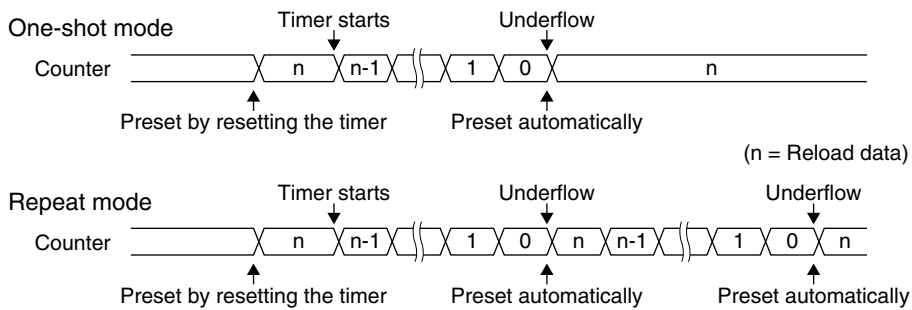 One-shot mode
Timer starts Underflow
Counter n n-1 1 0 n
Preset by resetting the timer Preset automatically
(n = Reload data)
Repeat mode
Timer starts Underflow Underflow
Counter n n-1 1 0 n n-1 1 0 n
Preset by resetting the timer Preset automatically Preset automatically